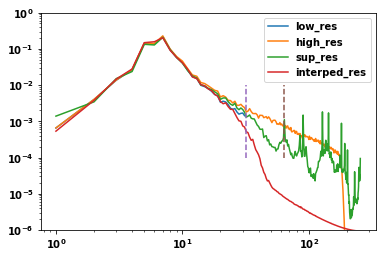 10⁰
10⁻¹
10⁻²
10⁻³
10⁻⁴
10⁻⁵
10⁻⁶
10⁰ 10¹ 10²
low_res
high_res
sup_res
interped_res